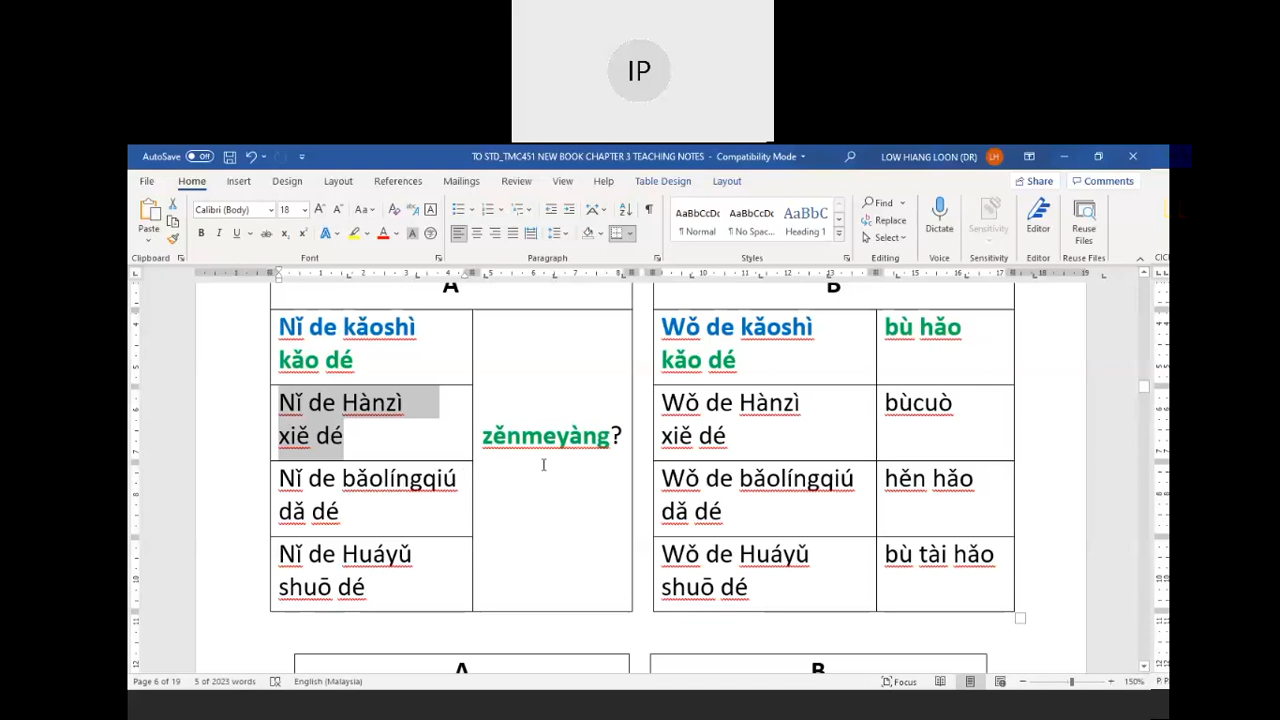 IP
AutoSave Off TO STD_TMC451 NEW BOOK CHAPTER 3 TEACHING NOTES - Compatibility Mode LOW HIANG LOON (DR) LH
File Home Insert Design Layout References Mailings Review View Help Table Design Layout Share Comments
Paste Calibri (Body) 18 AaBbCcDc AaBbCcDc AaBbC Find Replace Select Dictate Sensitivity Editor Reuse Files
¶ Normal ¶ No Spac... Heading 1
Clipboard Font Paragraph Styles Editing Voice Sensitivity Editor Reuse Files
A B
Nǐ de kǎoshì
kǎo dé
Nǐ de Hànzì
xiě dé
Nǐ de bǎolíngqiú
dǎ dé
Nǐ de Huáyǔ
shuō dé
zěnmeyàng?
Wǒ de kǎoshì
kǎo dé
bù hǎo
Wǒ de Hànzì
xiě dé
bùcuò
Wǒ de bǎolíngqiú
dǎ dé
hěn hǎo
Wǒ de Huáyǔ
shuō dé
bù tài hǎo
A B
Page 6 of 19 5 of 2023 words English (Malaysia) Focus 150%